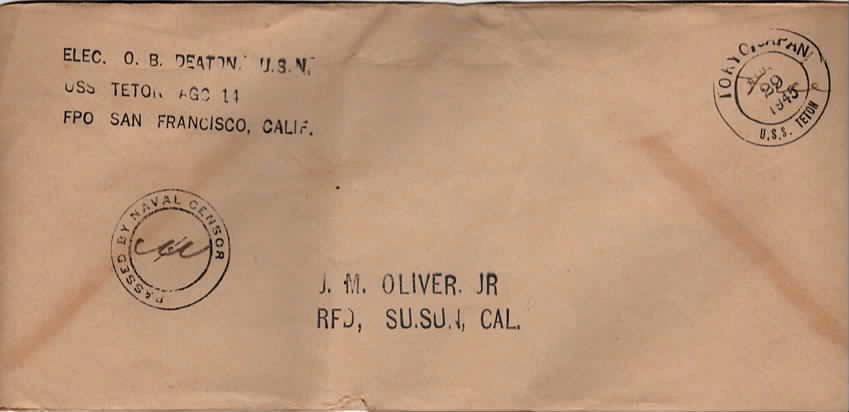 ELEC. O. B. DEATON, U.S.N.
USS TETON AGC 14
FPO SAN FRANCISCO, CALIF.
TOKYO, JAPAN
AUG
29
1945
U.S.S. TETON
PASSED BY NAVAL CENSOR
J. M. OLIVER. JR
RFD, SUISUN, CAL.